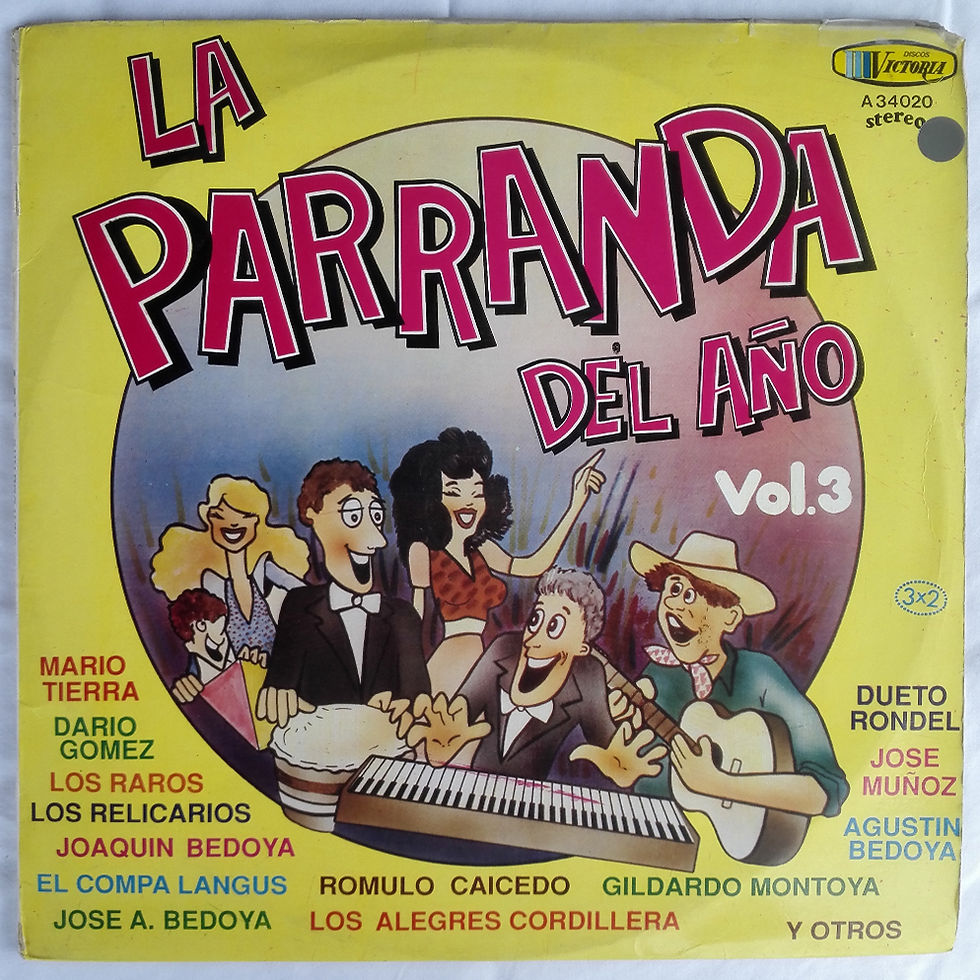 LA
PARRANDA
DEL AÑO
Vol.3
DISCOS
VICTORIA
A 34020
stereo
3x2
MARIO
TIERRA
DARIO
GOMEZ
LOS RAROS
LOS RELICARIOS
JOAQUIN BEDOYA
DUETO
RONDEL
JOSE
MUÑOZ
AGUSTIN
BEDOYA
EL COMPA LANGUS ROMULO CAICEDO GILDARDO MONTOYA
JOSE A. BEDOYA LOS ALEGRES CORDILLERA Y OTROS